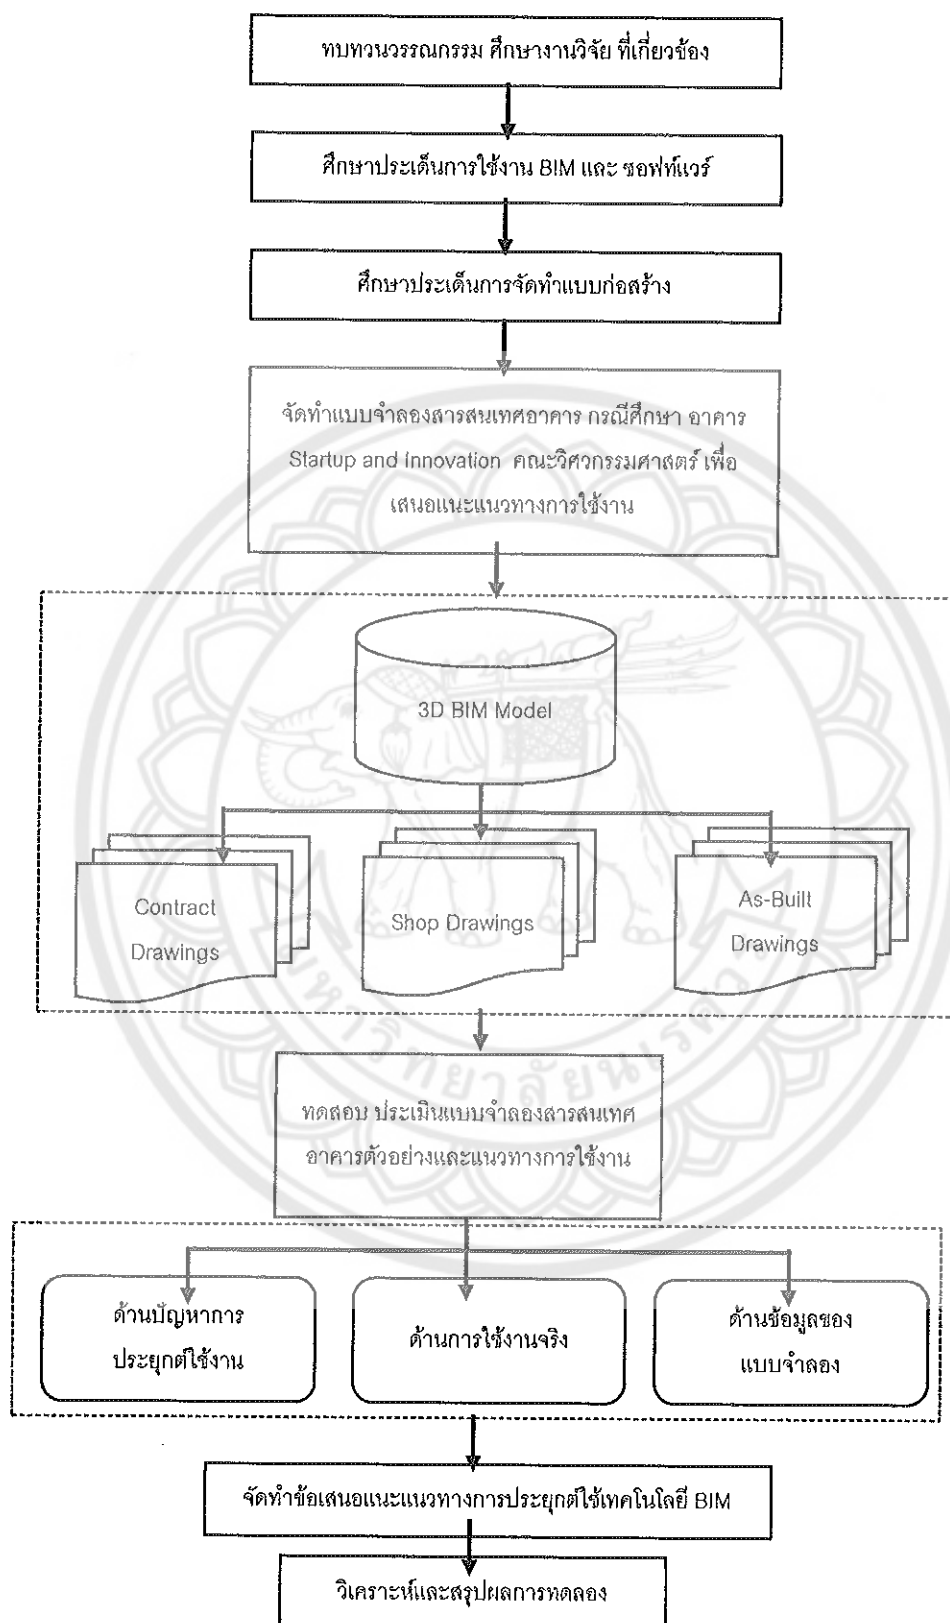 ทบทวนวรรณกรรม ศึกษางานวิจัย ที่เกี่ยวข้อง
ศึกษาประเด็นการใช้งาน BIM และ ซอฟท์แวร์
ศึกษาประเด็นการจัดทำแบบก่อสร้าง
จัดทำแบบจำลองสารสนเทศอาคาร กรณีศึกษา อาคาร
Startup and Innovation คณะวิศวกรรมศาสตร์ เพื่อ
เสนอแนะแนวทางการใช้งาน
3D BIM Model
Contract
Drawings
Shop Drawings
As-Built
Drawings
ทดสอบ ประเมินแบบจำลองสารสนเทศ
อาคารตัวอย่างและแนวทางการใช้งาน
ด้านปัญหาการ
ประยุกต์ใช้งาน
ด้านการใช้งานจริง
ด้านข้อมูลของ
แบบจำลอง
จัดทำข้อเสนอแนะแนวทางการประยุกต์ใช้เทคโนโลยี BIM
วิเคราะห์และสรุปผลการทดลอง